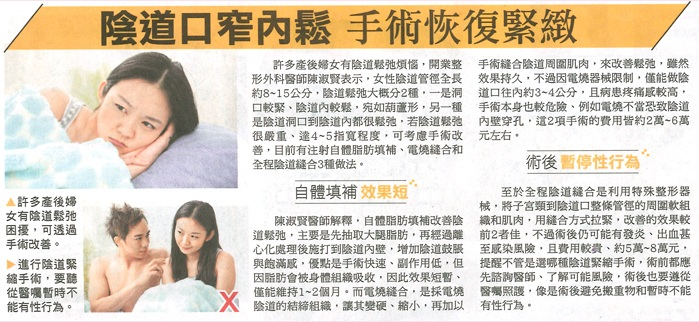 陰道口窄內鬆 手術恢復緊緻
許多產後婦女有陰道鬆弛煩惱，開業整
形外科醫師陳淑賢表示，女性陰道管徑全長
約8~15公分，陰道鬆弛大概分2種，一是洞
口較緊、陰道內較鬆，宛如葫蘆形，另一種
是陰道洞口到陰道內都很鬆弛，若陰道鬆弛
很嚴重、達4~5指寬程度，可考慮手術改
善，目前有注射自體脂肪填補、電燒縫合和
全程陰道縫合3種做法。
自體填補 效果短
陳淑賢醫師解釋，自體脂肪填補改善陰
道鬆弛，主要是先抽取大腿脂肪，再經過離
心化處理後施打到陰道內壁，增加陰道鼓脹
與飽滿感，優點是手術快速、副作用低，但
因脂肪會被身體組織吸收，因此效果短暫、
僅能維持1~2個月。而電燒縫合，是採電燒
陰道的結締組織，讓其變硬、縮小，再加以
手術縫合陰道周圍肌肉，來改善鬆弛，雖然
效果持久，不過因電燒器械限制，僅能做陰
道口往內約3~4公分，且病患疼痛感較高，
手術本身也較危險，例如電燒不當恐致陰道
內壁穿孔，這2項手術的費用皆約2萬~6萬
元左右。
術後 暫停性行為
至於全程陰道縫合是利用特殊整形器
械，將子宮頸到陰道口整條管徑的周圍軟組
織和肌肉，用縫合方式拉緊，改善的效果較
前2者佳，不過術後仍可能有發炎、出血甚
至感染風險，且費用較貴、約5萬~8萬元，
提醒不管是選哪種陰道緊縮手術，術前都應
先諮詢醫師、了解可能風險，術後也要遵從
醫囑照護，像是術後避免搬重物和暫時不能
有性行為。
▲許多產後婦
女有陰道鬆弛
困擾，可透過
手術改善。
▶進行陰道緊
縮手術，要聽
從醫囑暫時不
能有性行為。
X